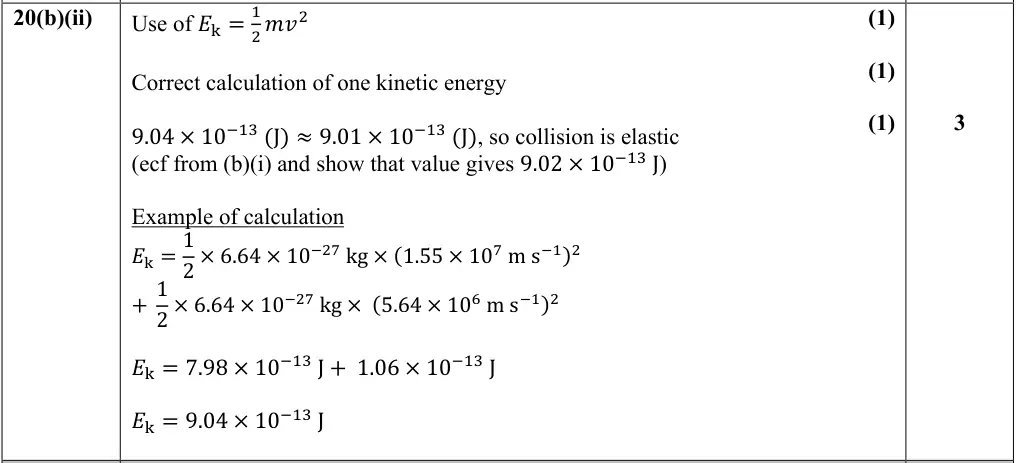 20(b)(ii)
Use of 𝐸ₖ = ½𝑚𝑣² (1)
Correct calculation of one kinetic energy (1)
9.04 × 10⁻¹³ (J) ≈ 9.01 × 10⁻¹³ (J), so collision is elastic (1) 3
(ecf from (b)(i) and show that value gives 9.02 × 10⁻¹³ J)
Example of calculation
𝐸ₖ = 1/2 × 6.64 × 10⁻²⁷ kg × (1.55 × 10⁷ m s⁻¹)²
+ 1/2 × 6.64 × 10⁻²⁷ kg × (5.64 × 10⁶ m s⁻¹)²
𝐸ₖ = 7.98 × 10⁻¹³ J + 1.06 × 10⁻¹³ J
𝐸ₖ = 9.04 × 10⁻¹³ J